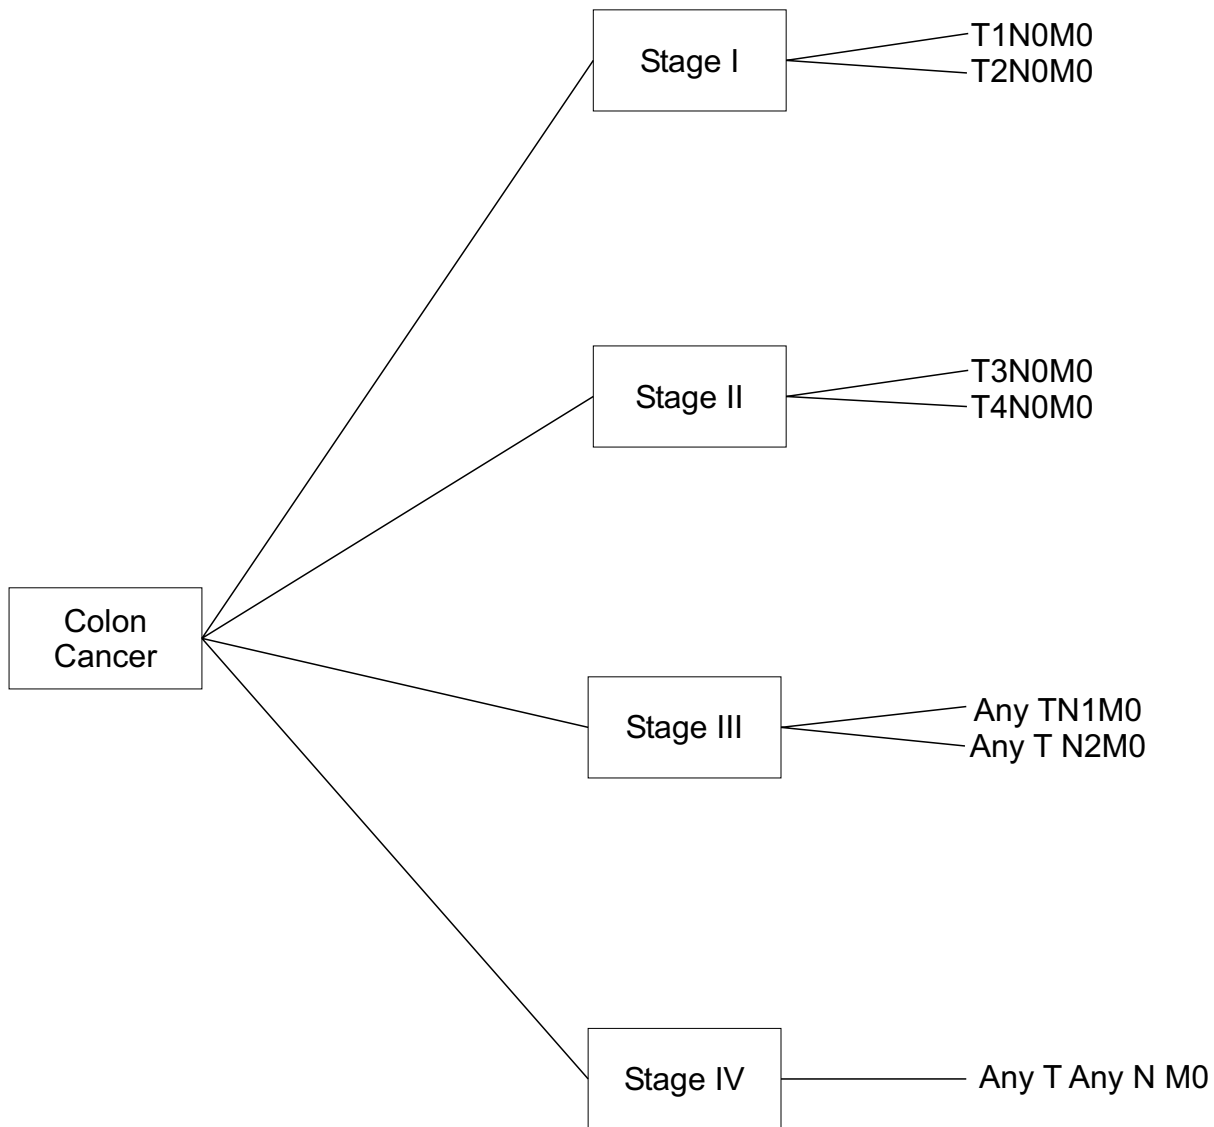 Stage I
T1N0M0
T2N0M0
Stage II
T3N0M0
T4N0M0
Colon
Cancer
Stage III
Any TN1M0
Any T N2M0
Stage IV
Any T Any N M0